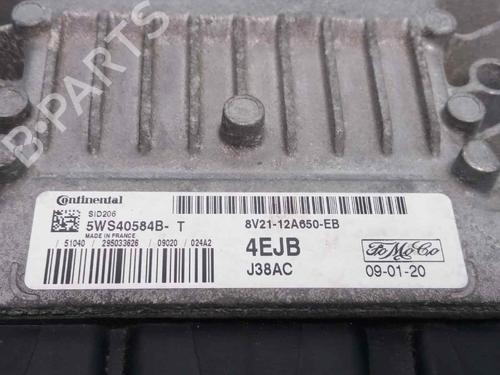 B-PARTS
Continental
SID206
5WS40584B- T
MADE IN FRANCE
/ 51040 / 295033626 / 09020 / 024A2
8V21-12A650-EB
4EJB
J38AC
FoMoCo
09-01-20